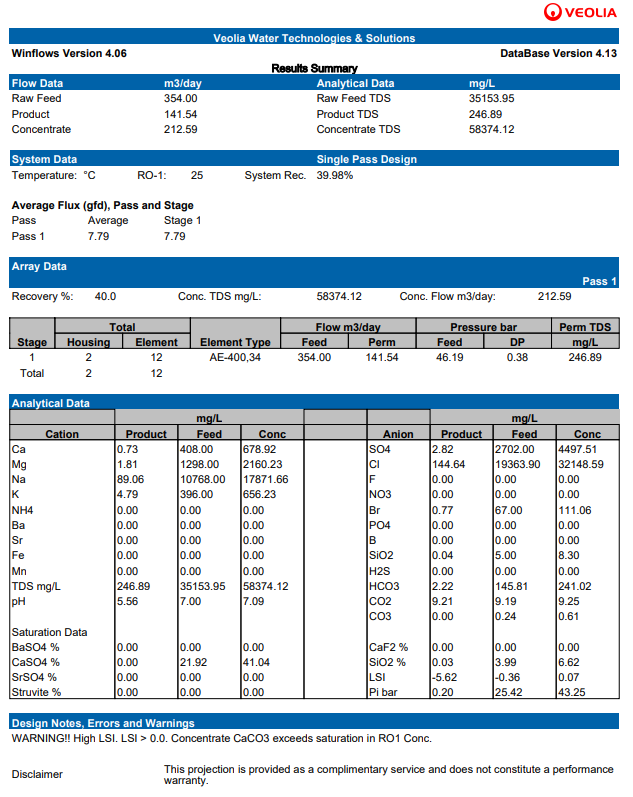 VEOLIA
Veolia Water Technologies & Solutions
Winflows Version 4.06 DataBase Version 4.13
Results Summary
Flow Data m3/day Analytical Data mg/L
Raw Feed 354.00 Raw Feed TDS 35153.95
Product 141.54 Product TDS 246.89
Concentrate 212.59 Concentrate TDS 58374.12
System Data Single Pass Design
Temperature: °C RO-1: 25 System Rec. 39.98%
Average Flux (gfd), Pass and Stage
Pass Average Stage 1
Pass 1 7.79 7.79
Array Data
Pass 1
Recovery %: 40.0 Conc. TDS mg/L: 58374.12 Conc. Flow m3/day: 212.59
Total Flow m3/day Pressure bar Perm TDS
Stage Housing Element Element Type Feed Perm Feed DP mg/L
1 2 12 AE-400,34 354.00 141.54 46.19 0.38 246.89
Total 2 12
Analytical Data
mg/L mg/L
Cation Product Feed Conc Anion Product Feed Conc
Ca 0.73 408.00 678.92 SO4 2.82 2702.00 4497.51
Mg 1.81 1298.00 2160.23 Cl 144.64 19363.90 32148.59
Na 89.06 10768.00 17871.66 F 0.00 0.00 0.00
K 4.79 396.00 656.23 NO3 0.00 0.00 0.00
NH4 0.00 0.00 0.00 Br 0.77 67.00 111.06
Ba 0.00 0.00 0.00 PO4 0.00 0.00 0.00
Sr 0.00 0.00 0.00 B 0.00 0.00 0.00
Fe 0.00 0.00 0.00 SiO2 0.04 5.00 8.30
Mn 0.00 0.00 0.00 H2S 0.00 0.00 0.00
TDS mg/L 246.89 35153.95 58374.12 HCO3 2.22 145.81 241.02
pH 5.56 7.00 7.09 CO2 9.21 9.19 9.25
CO3 0.00 0.24 0.61
Saturation Data
BaSO4 % 0.00 0.00 0.00 CaF2 % 0.00 0.00 0.00
CaSO4 % 0.00 21.92 41.04 SiO2 % 0.03 3.99 6.62
SrSO4 % 0.00 0.00 0.00 LSI -5.62 -0.36 0.07
Struvite % 0.00 0.00 0.00 Pi bar 0.20 25.42 43.25
Design Notes, Errors and Warnings
WARNING!! High LSI. LSI > 0.0. Concentrate CaCO3 exceeds saturation in RO1 Conc.
Disclaimer This projection is provided as a complimentary service and does not constitute a performance
warranty.